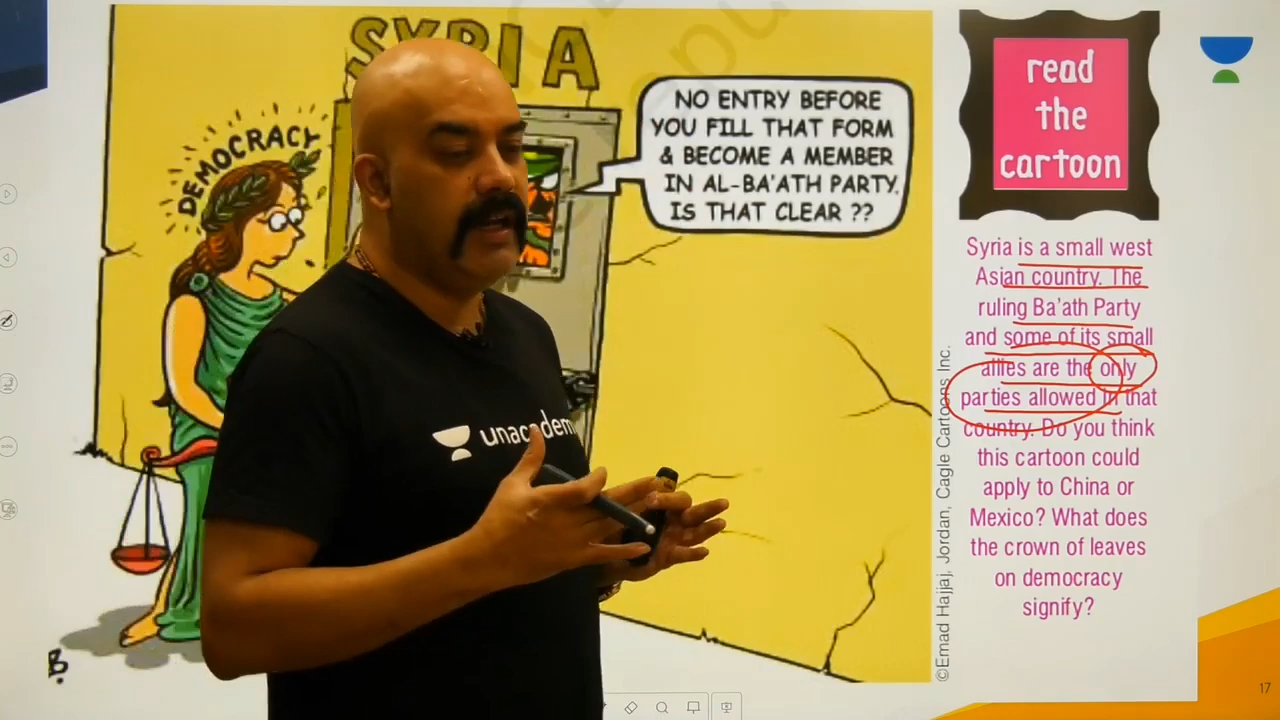 SYRIA
DEMOCRACY
NO ENTRY BEFORE
YOU FILL THAT FORM
& BECOME A MEMBER
IN AL-BA'ATH PARTY.
IS THAT CLEAR ??
read
the
cartoon
Syria is a small west
Asian country. The
ruling Ba'ath Party
and some of its small
allies are the only
parties allowed in that
country. Do you think
this cartoon could
apply to China or
Mexico? What does
the crown of leaves
on democracy
signify?
©Emad Hajjaj, Jordan, Cagle Cartoons Inc.
unacadem
17